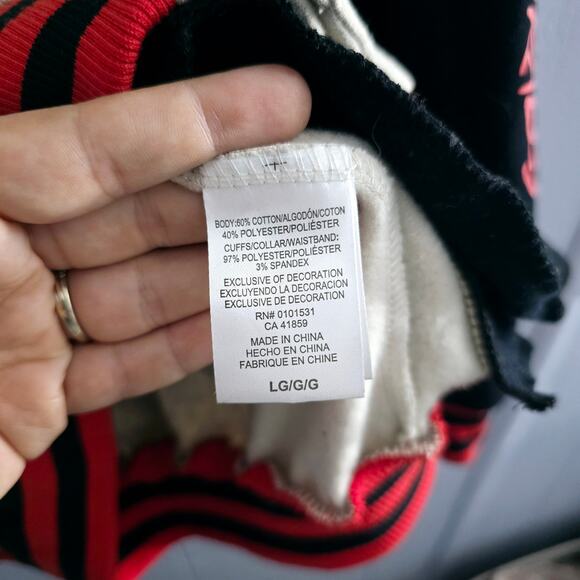 BODY:60% COTTON/ALGODÓN/COTON
40% POLYESTER/POLIÉSTER
CUFFS/COLLAR/WAISTBAND:
97% POLYESTER/POLIÉSTER
3% SPANDEX
EXCLUSIVE OF DECORATION
EXCLUYENDO LA DECORACION
EXCLUSIVE DE DECORATION
RN# 0101531
CA 41859
MADE IN CHINA
HECHO EN CHINA
FABRIQUE EN CHINE
LG/G/G